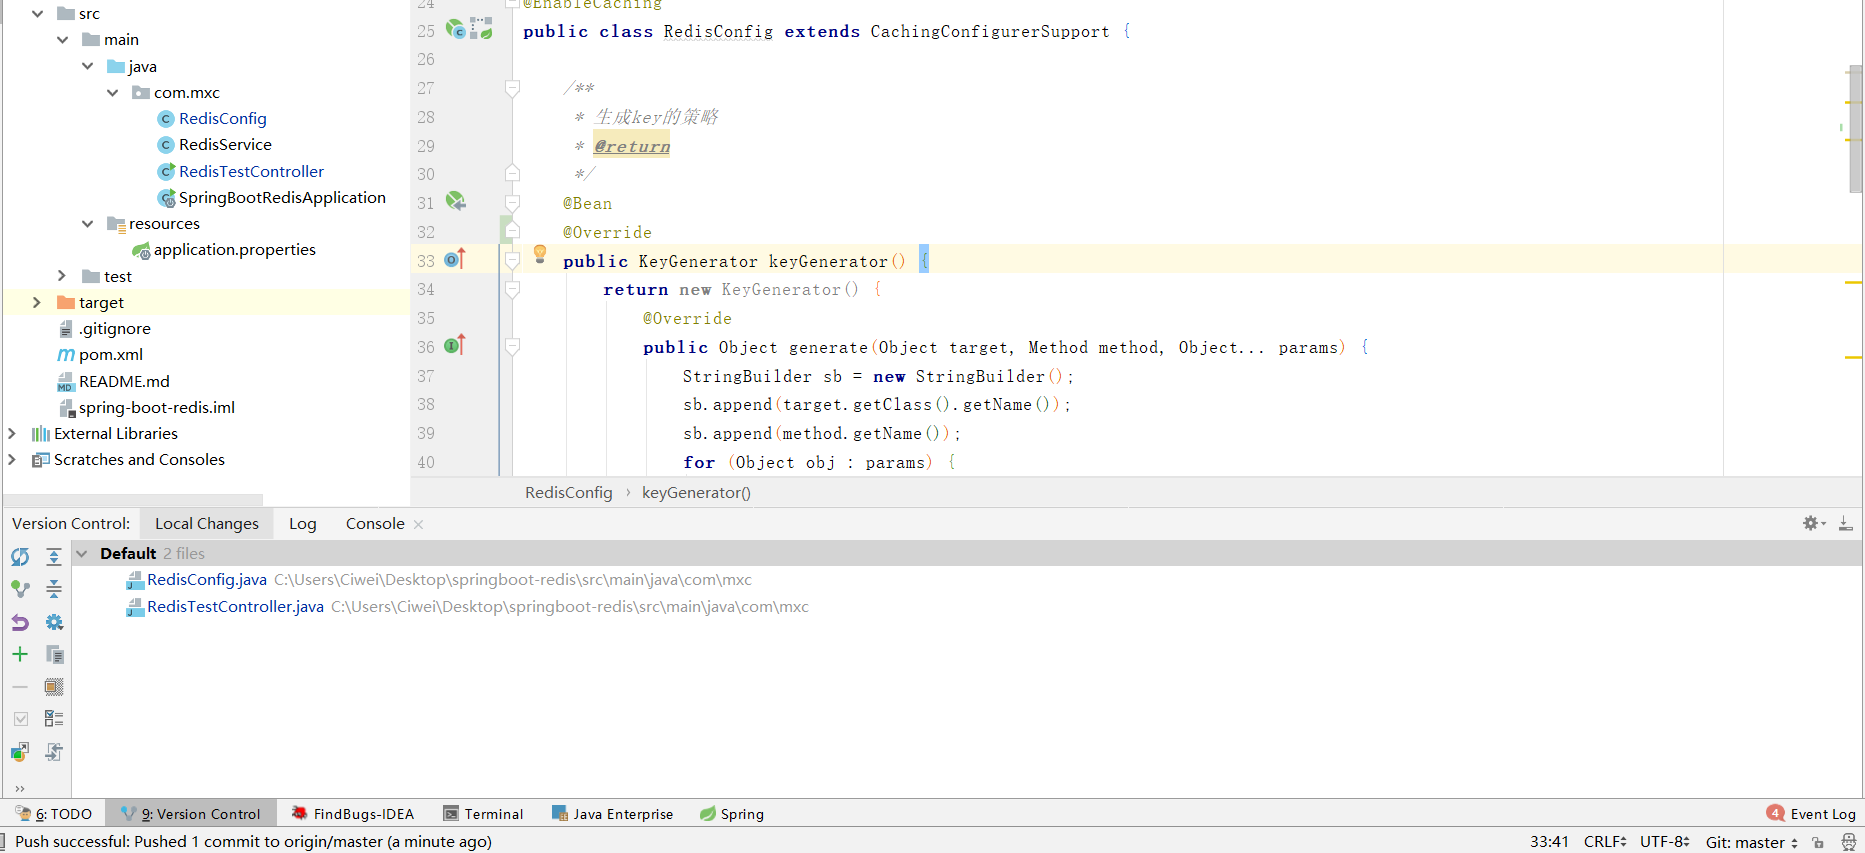 src
main
java
com.mxc
RedisConfig
RedisService
RedisTestController
SpringBootRedisApplication
resources
application.properties
test
target
.gitignore
pom.xml
README.md
spring-boot-redis.iml
External Libraries
Scratches and Consoles
24 @EnableCaching
25 public class RedisConfig extends CachingConfigurerSupport {
26
27 /**
28 * 生成key的策略
29 * @return
30 */
31 @Bean
32 @Override
33 public KeyGenerator keyGenerator() {
34 return new KeyGenerator() {
35 @Override
36 public Object generate(Object target, Method method, Object... params) {
37 StringBuilder sb = new StringBuilder();
38 sb.append(target.getClass().getName());
39 sb.append(method.getName());
40 for (Object obj : params) {
RedisConfig › keyGenerator()
Version Control: Local Changes Log Console
Default 2 files
RedisConfig.java C:\Users\Ciwei\Desktop\springboot-redis\src\main\java\com\mxc
RedisTestController.java C:\Users\Ciwei\Desktop\springboot-redis\src\main\java\com\mxc
6: TODO 9: Version Control FindBugs-IDEA Terminal Java Enterprise Spring 4 Event Log
Push successful: Pushed 1 commit to origin/master (a minute ago) 33:41 CRLF UTF-8 Git: master